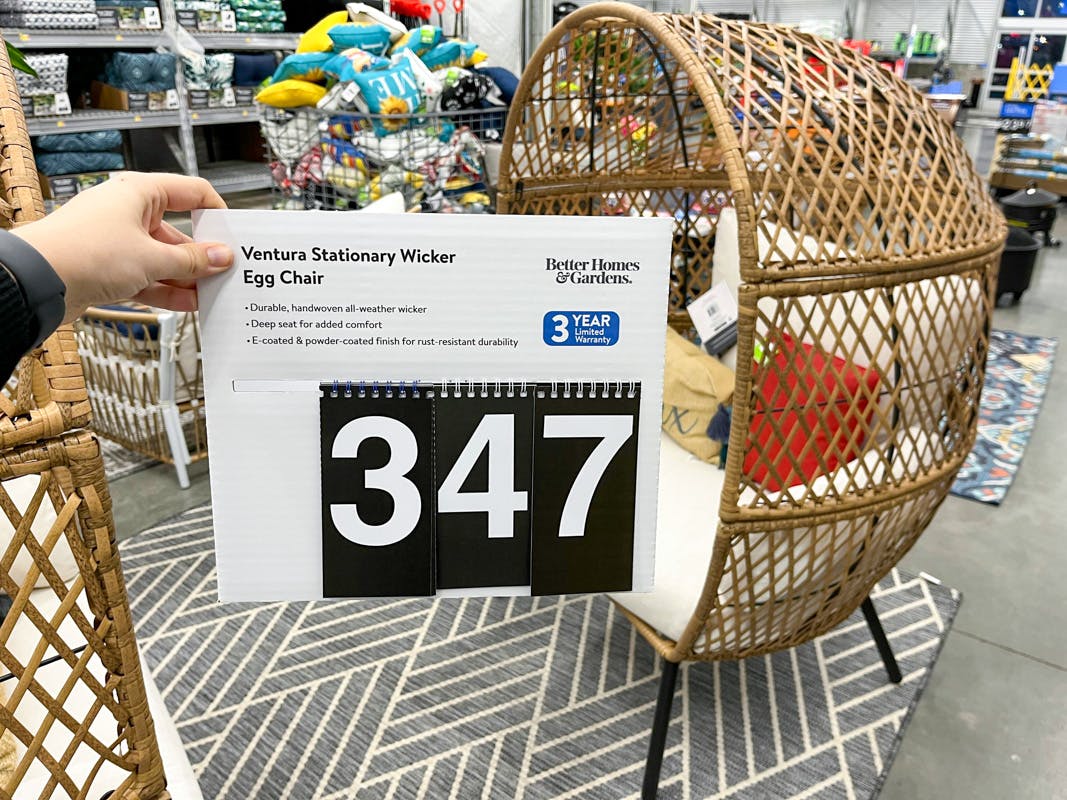 Ventura Stationary Wicker
Egg Chair
Better Homes
& Gardens®
• Durable, handwoven all-weather wicker
• Deep seat for added comfort
• E-coated & powder-coated finish for rust-resistant durability
3 YEAR
Limited
Warranty
347